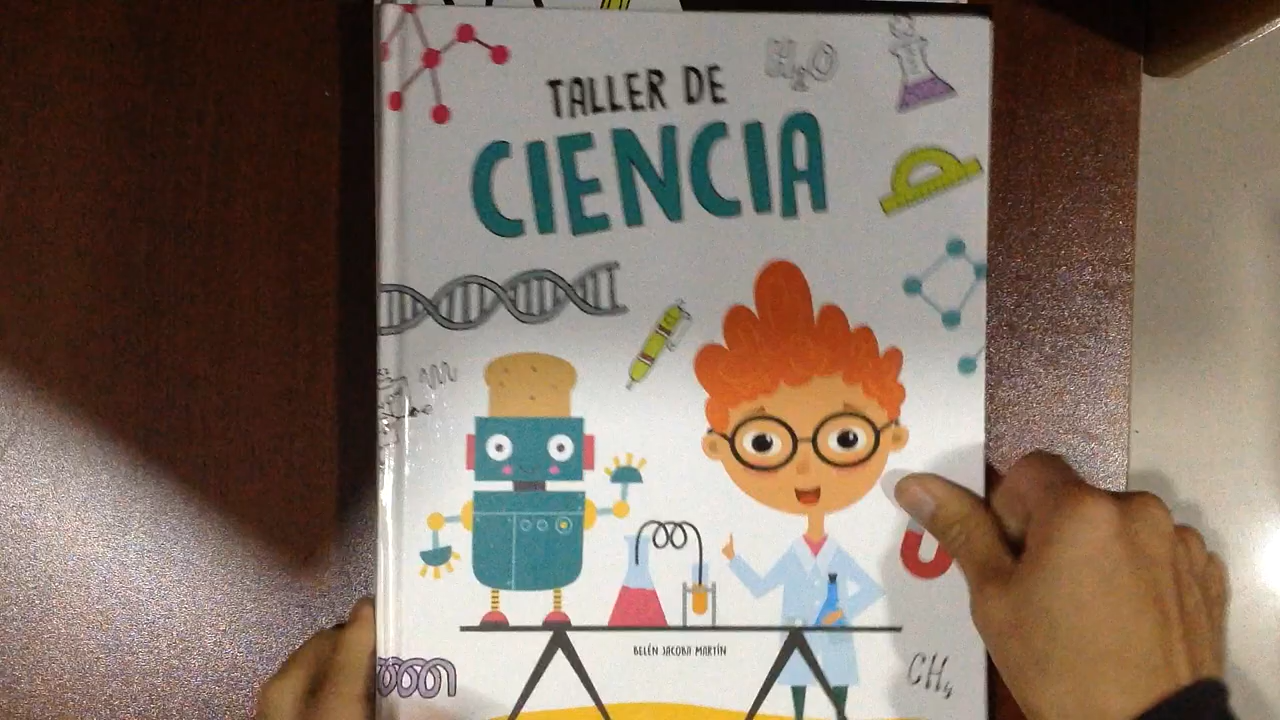 H₂O
TALLER DE
CIENCIA
BELÉN JACOBA MARTÍN
CH₄